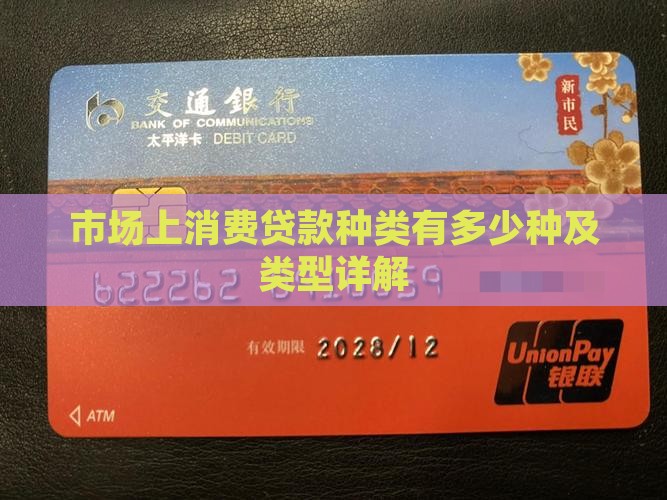 交通銀行
BANK OF COMMUNICATIONS
太平洋卡 DEBIT CARD
新市民
市场上消费贷款种类有多少种及
类型详解
有效期限 2028/12
UnionPay
银联
ATM